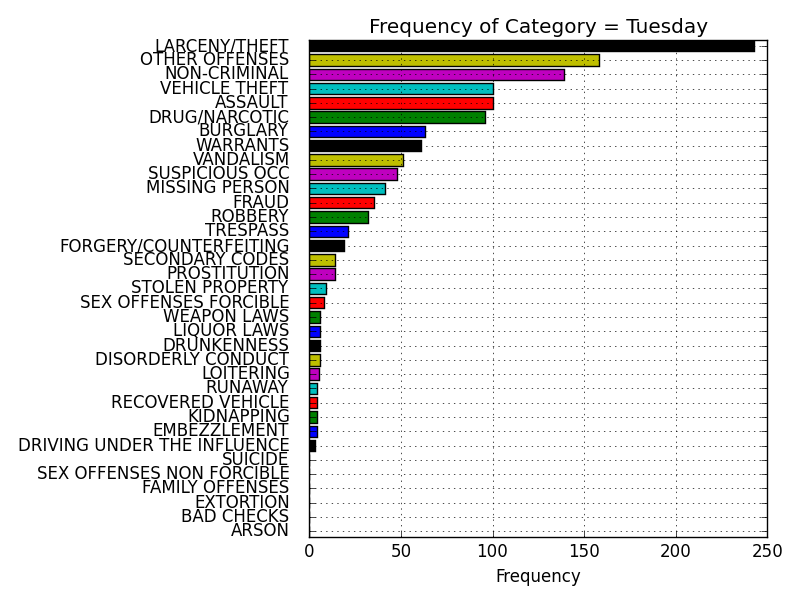 Frequency of Category = Tuesday
LARCENY/THEFT
OTHER OFFENSES
NON-CRIMINAL
VEHICLE THEFT
ASSAULT
DRUG/NARCOTIC
BURGLARY
WARRANTS
VANDALISM
SUSPICIOUS OCC
MISSING PERSON
FRAUD
ROBBERY
TRESPASS
FORGERY/COUNTERFEITING
SECONDARY CODES
PROSTITUTION
STOLEN PROPERTY
SEX OFFENSES FORCIBLE
WEAPON LAWS
LIQUOR LAWS
DRUNKENNESS
DISORDERLY CONDUCT
LOITERING
RUNAWAY
RECOVERED VEHICLE
KIDNAPPING
EMBEZZLEMENT
DRIVING UNDER THE INFLUENCE
SUICIDE
SEX OFFENSES NON FORCIBLE
FAMILY OFFENSES
EXTORTION
BAD CHECKS
ARSON
0 50 100 150 200 250
Frequency